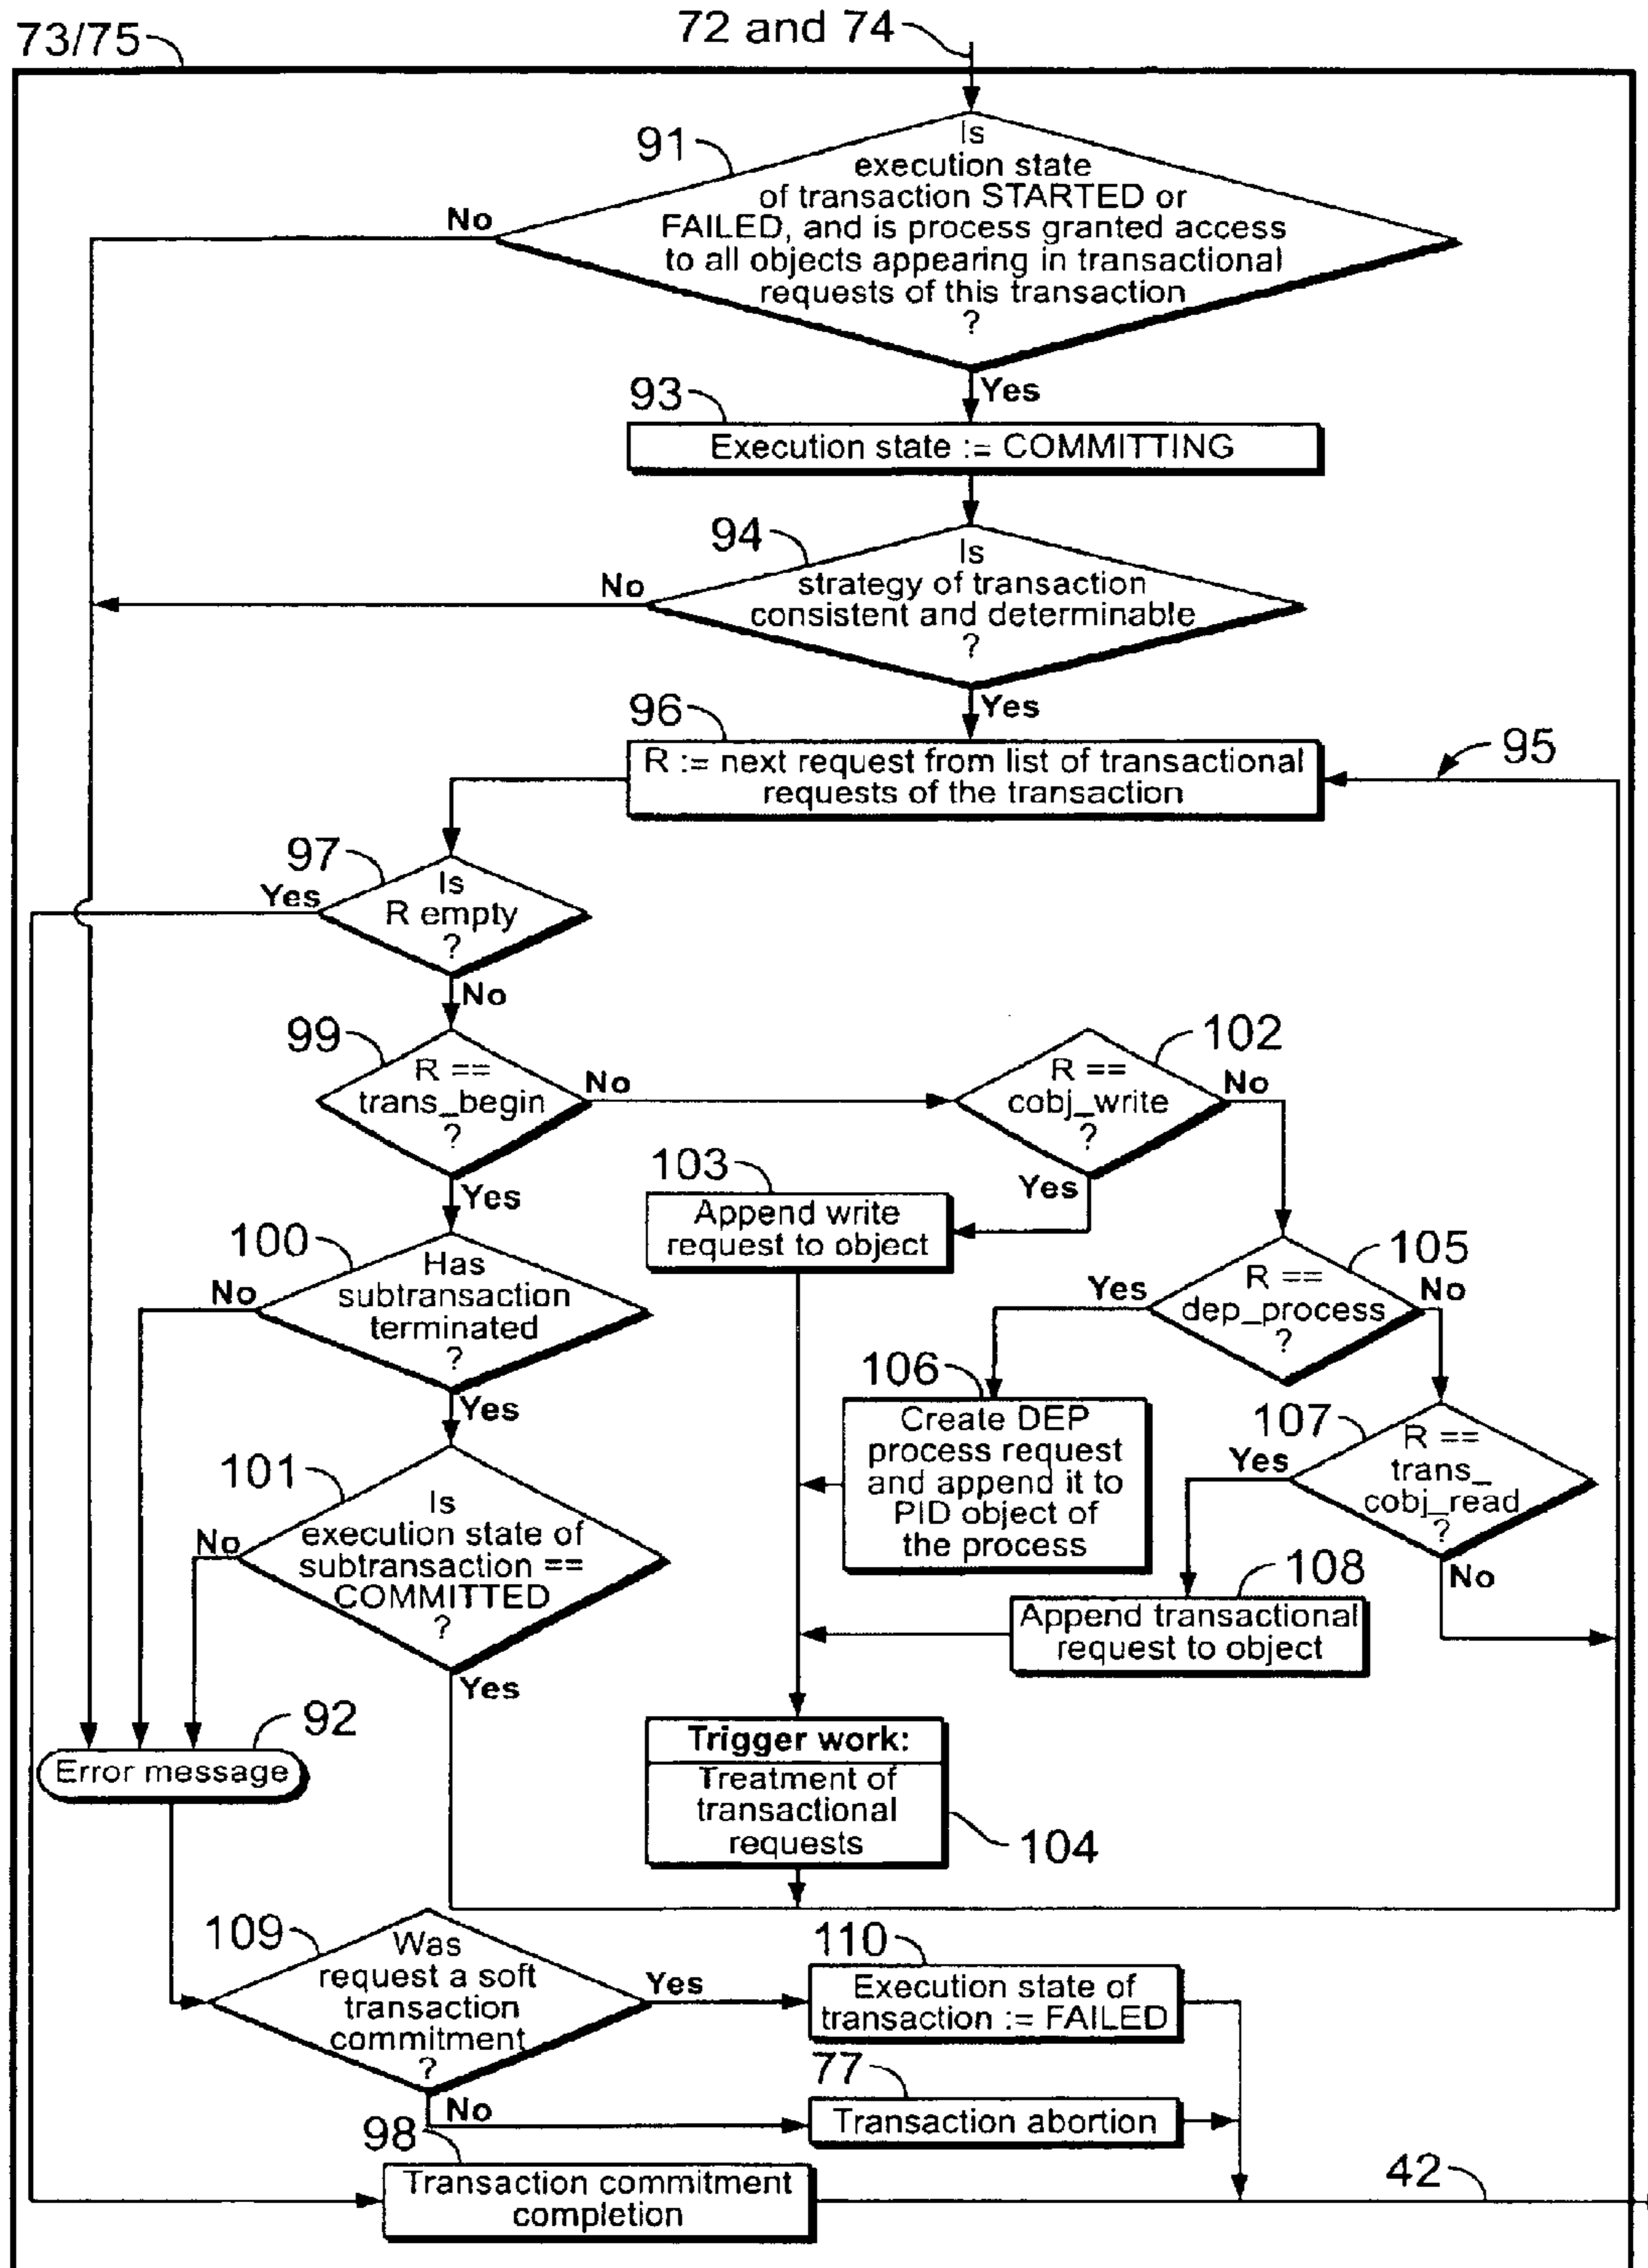 73/75
72 and 74
91
Is
execution state
of transaction STARTED or
FAILED, and is process granted access
to all objects appearing in transactional
requests of this transaction
?
No
Yes
93
Execution state := COMMITTING
94
Is
strategy of transaction
consistent and determinable
?
No
Yes
96
R := next request from list of transactional
requests of the transaction
95
97
Is
R empty
?
Yes
No
99
R ==
trans_begin
?
No
Yes
102
R ==
cobj_write
?
No
Yes
103
Append write
request to object
100
Has
subtransaction
terminated
?
No
Yes
105
R ==
dep_process
?
Yes
No
106
Create DEP
process request
and append it to
PID object of
the process
107
R ==
trans_
cobj_read
?
Yes
No
101
Is
execution state of
subtransaction ==
COMMITTED
?
No
Yes
108
Append transactional
request to object
92
Error message
Trigger work:
Treatment of
transactional
requests
104
109
Was
request a soft
transaction
commitment
?
Yes
No
110
Execution state of
transaction := FAILED
77
Transaction abortion
98
Transaction commitment
completion
42